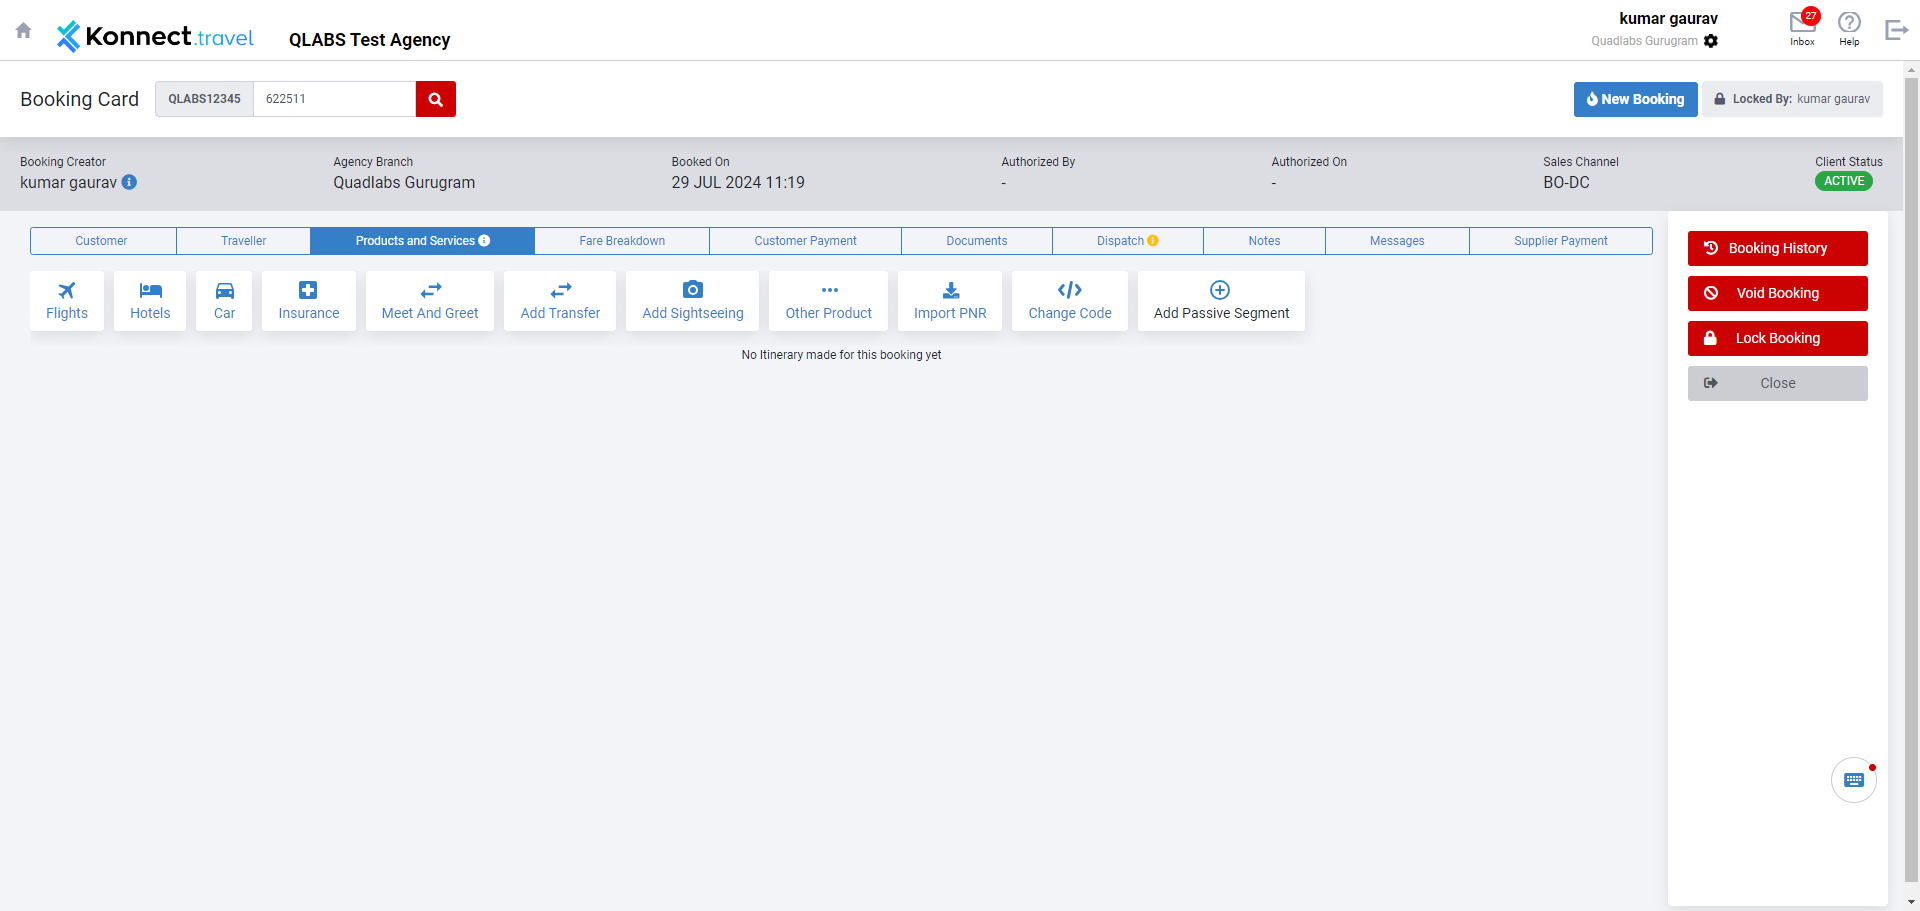 Konnect.travel
QLABS Test Agency
kumar gaurav
Quadlabs Gurugram
27
Inbox
Help
Booking Card
QLABS12345
622511
New Booking
Locked By: kumar gaurav
Booking Creator
kumar gaurav
Agency Branch
Quadlabs Gurugram
Booked On
29 JUL 2024 11:19
Authorized By
-
Authorized On
-
Sales Channel
BO-DC
Client Status
ACTIVE
Customer
Traveller
Products and Services
Fare Breakdown
Customer Payment
Documents
Dispatch
Notes
Messages
Supplier Payment
Flights
Hotels
Car
Insurance
Meet And Greet
Add Transfer
Add Sightseeing
Other Product
Import PNR
Change Code
Add Passive Segment
No Itinerary made for this booking yet
Booking History
Void Booking
Lock Booking
Close